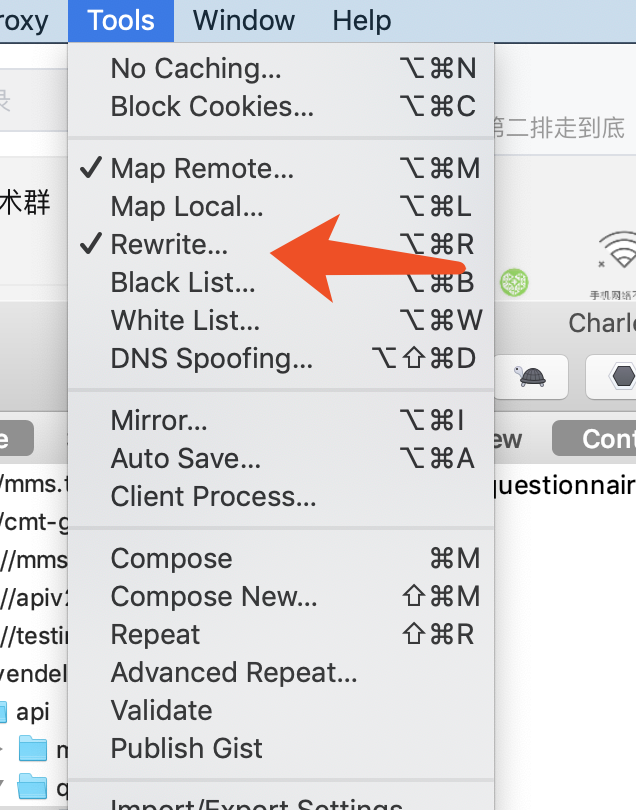 roxy Tools Window Help
No Caching... ⌥⌘N
Block Cookies... ⌥⌘C
录
第二排走到底
✓ Map Remote... ⌥⌘M
术群
Map Local... ⌥⌘L
✓ Rewrite... ⌥⌘R
Black List... ⌥⌘B
手机网络不
White List... ⌥⌘W
Charle
DNS Spoofing... ⌥⇧⌘D
Mirror... ⌥⌘I
e
ew
Cont
Auto Save... ⌥⌘A
/mms.t
uestionnair
Client Process...
/cmt-g
Compose ⌘M
//mms
Compose New... ⇧⌘M
//apiv2
Repeat ⇧⌘R
//testin
Advanced Repeat...
vendel
Validate
api
Publish Gist
m
q
Import/Export Settings